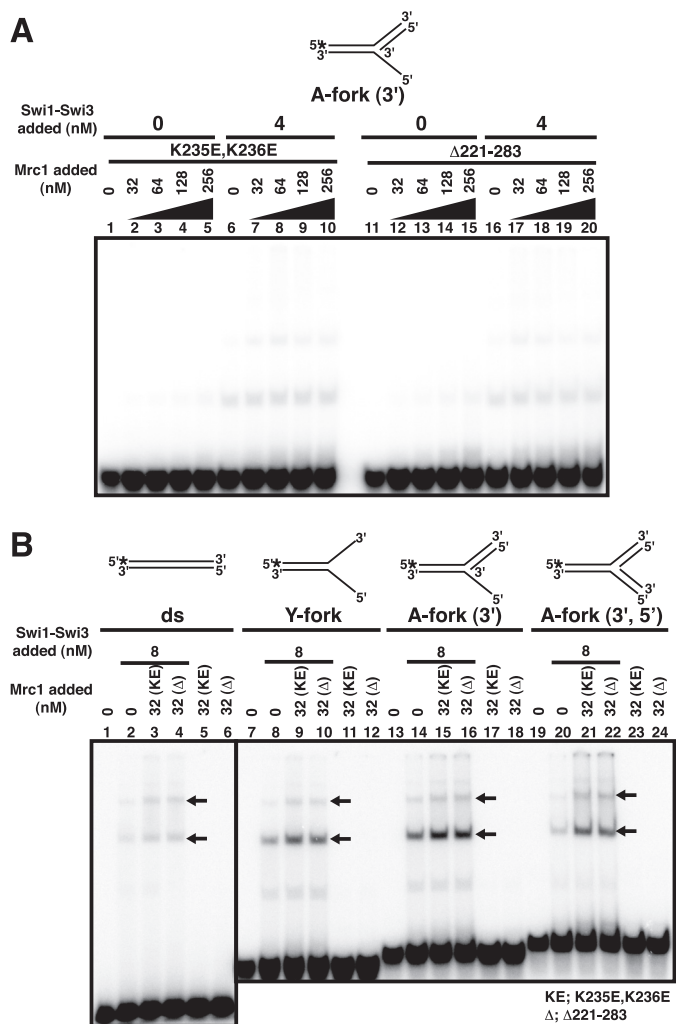 A
3'
5'
5'*
3'
3'
5'
A-fork (3')
Swi1-Swi3 added (nM)
0 4 0 4
K235E,K236E Δ221-283
Mrc1 added (nM)
0 32 64 128 256 0 32 64 128 256 0 32 64 128 256 0 32 64 128 256
1 2 3 4 5 6 7 8 9 10 11 12 13 14 15 16 17 18 19 20
B
5'* 3' 3' 5'
5'* 3' 3' 5'
5'* 3' 3' 5' 3' 5'
5'* 3' 3' 5' 3' 5'
ds Y-fork A-fork (3') A-fork (3', 5')
Swi1-Swi3 added (nM)
8 8 8 8
Mrc1 added (nM)
0 0 32 (KE) 32 (Δ) 32 (KE) 32 (Δ) 0 0 32 (KE) 32 (Δ) 32 (KE) 32 (Δ) 0 0 32 (KE) 32 (Δ) 32 (KE) 32 (Δ) 0 0 32 (KE) 32 (Δ) 32 (KE) 32 (Δ)
1 2 3 4 5 6 7 8 9 10 11 12 13 14 15 16 17 18 19 20 21 22 23 24
KE; K235E,K236E
Δ; Δ221-283